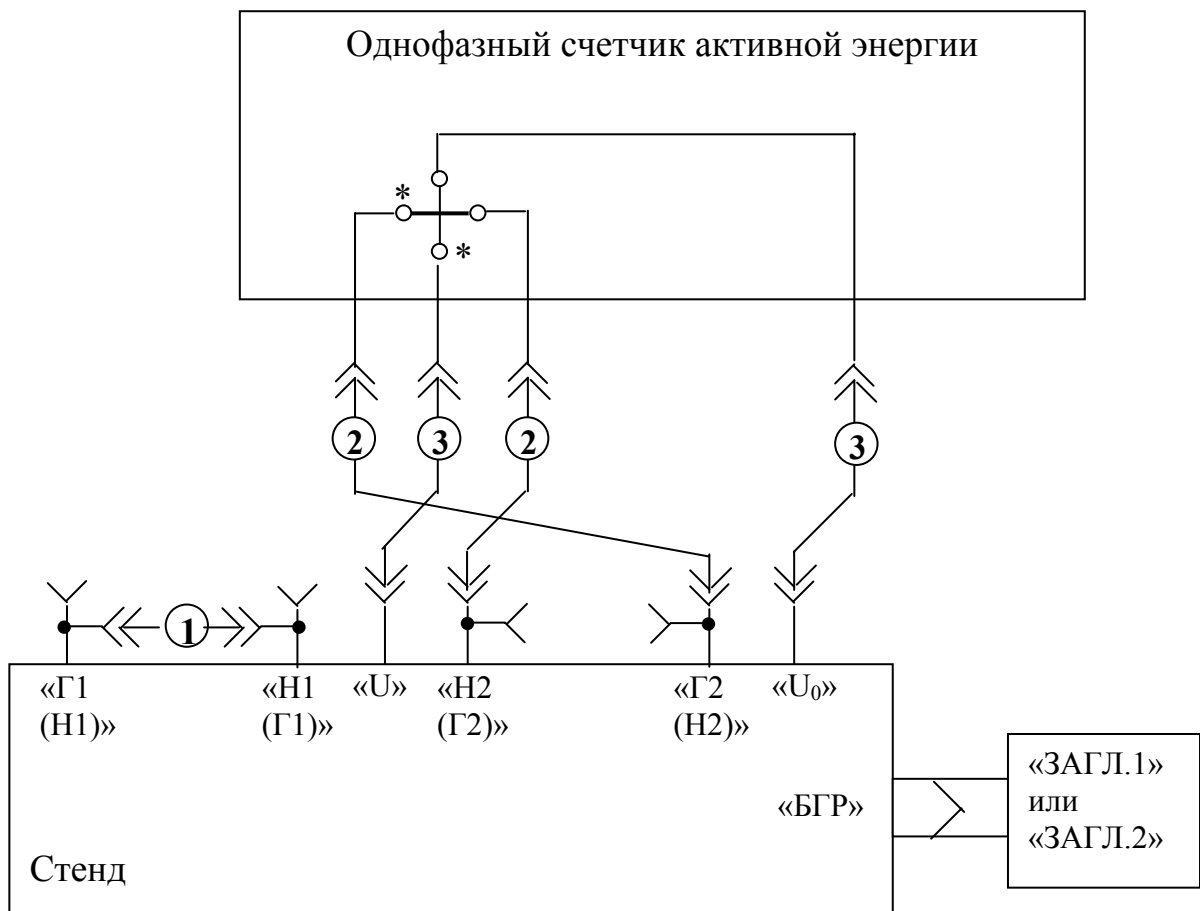 Однофазный счетчик активной энергии
*
*
2 3 2 3
1
«Г1 (Н1)»
«Н1 (Г1)»
«U»
«Н2 (Г2)»
«Г2 (Н2)»
«U₀»
«БГР»
«ЗАГЛ.1»
или
«ЗАГЛ.2»
Стенд